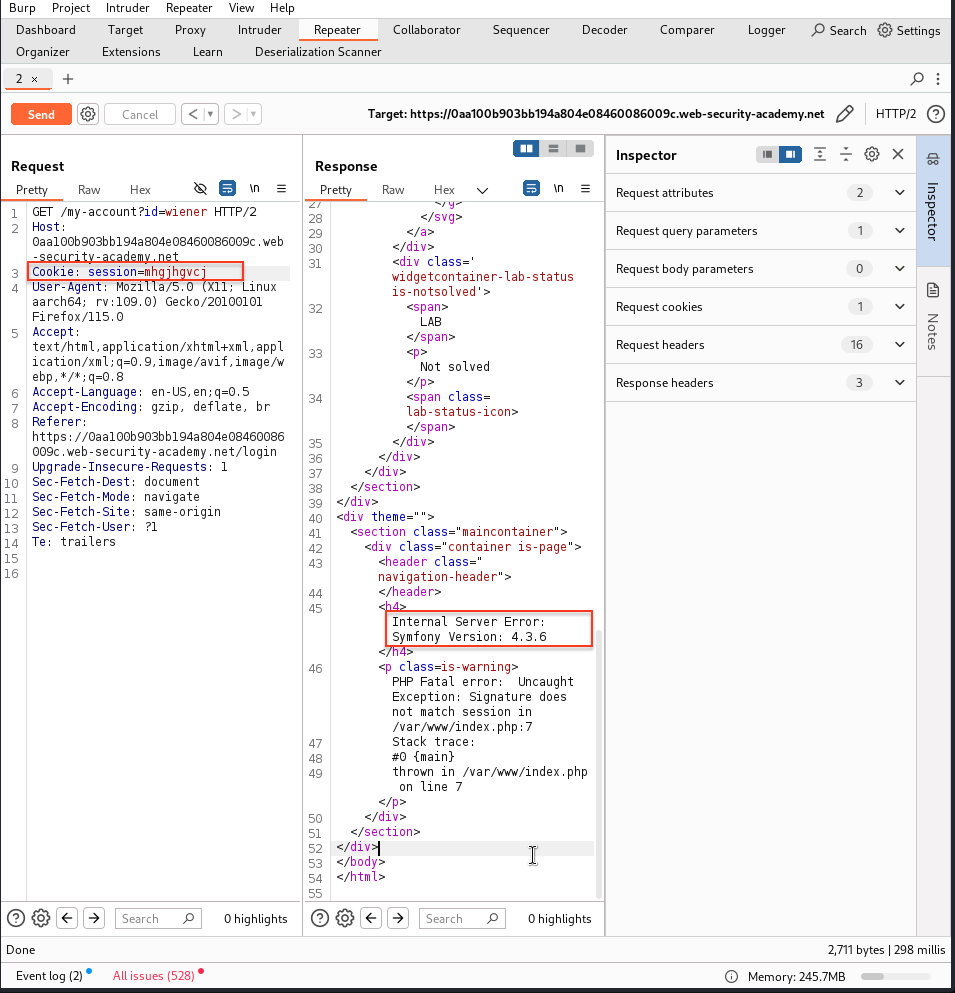 Burp Project Intruder Repeater View Help
Dashboard Target Proxy Intruder Repeater Collaborator Sequencer Decoder Comparer Logger Search Settings
Organizer Extensions Learn Deserialization Scanner
2 × +
Send Cancel < > Target: https://0aa100b903bb194a804e08460086009c.web-security-academy.net HTTP/2 ?
Request
Pretty Raw Hex \n
1 GET /my-account?id=wiener HTTP/2
2 Host:
0aa100b903bb194a804e08460086009c.web
-security-academy.net
3 Cookie: session=mhgjhgvcj
4 User-Agent: Mozilla/5.0 (X11; Linux
aarch64; rv:109.0) Gecko/20100101
Firefox/115.0
5 Accept:
text/html,application/xhtml+xml,appl
ication/xml;q=0.9,image/avif,image/w
ebp,*/*;q=0.8
6 Accept-Language: en-US,en;q=0.5
7 Accept-Encoding: gzip, deflate, br
8 Referer:
https://0aa100b903bb194a804e08460086
009c.web-security-academy.net/login
9 Upgrade-Insecure-Requests: 1
10 Sec-Fetch-Dest: document
11 Sec-Fetch-Mode: navigate
12 Sec-Fetch-Site: same-origin
13 Sec-Fetch-User: ?1
14 Te: trailers
15
16
? Search 0 highlights
Response
Pretty Raw Hex \n
27 </g>
28 </svg>
29 </a>
30 </div>
31 <div class='
widgetcontainer-lab-status
is-notsolved'>
32 <span>
LAB
</span>
33 <p>
Not solved
</p>
34 <span class=
lab-status-icon>
</span>
35 </div>
36 </div>
37 </div>
38 </section>
39 </div>
40 <div theme="">
41 <section class="maincontainer">
42 <div class="container is-page">
43 <header class="
navigation-header">
44 </header>
45 <h4>
Internal Server Error:
Symfony Version: 4.3.6
</h4>
46 <p class=is-warning>
PHP Fatal error:  Uncaught
Exception: Signature does
not match session in
/var/www/index.php:7
47 Stack trace:
48 #0 {main}
49 thrown in /var/www/index.php
on line 7
</p>
50 </div>
51 </section>
52 </div>
53 </body>
54 </html>
55
? Search 0 highlights
Inspector
Request attributes 2
Request query parameters 1
Request body parameters 0
Request cookies 1
Request headers 16
Response headers 3
Inspector
Notes
Done 2,711 bytes | 298 millis
Event log (2) All issues (528) Memory: 245.7MB